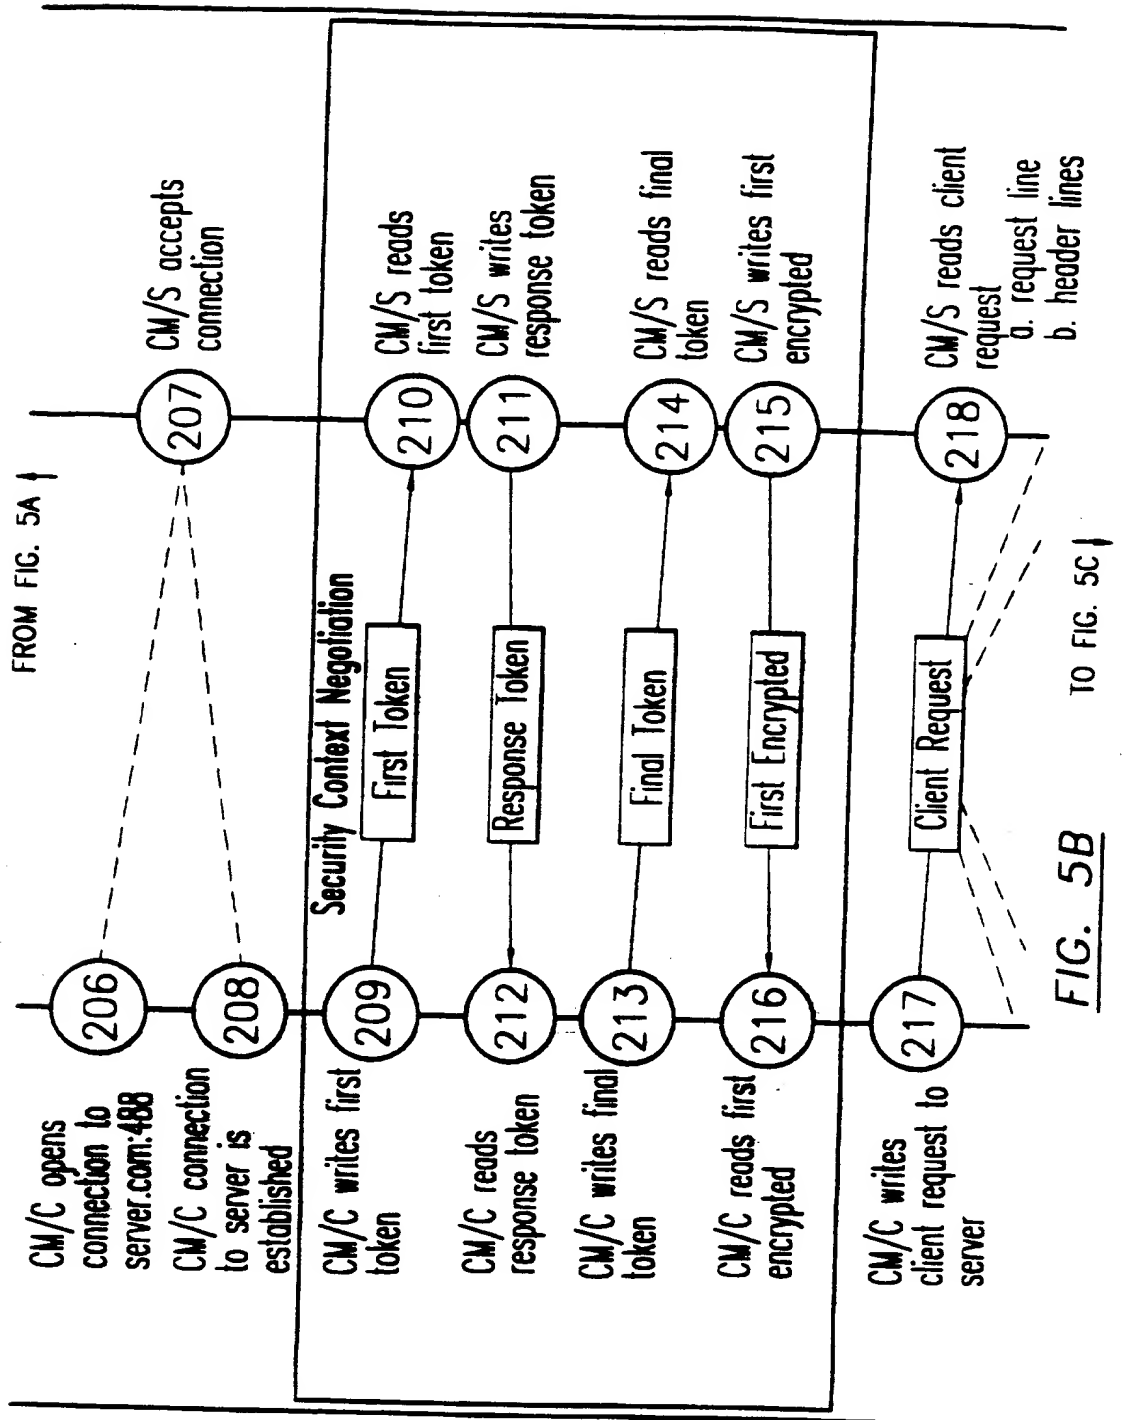 FROM FIG. 5A
206
CM/C opens
connection to
server.com:488
207
CM/S accepts
connection
208
CM/C connection
to server is
established
Security Context Negotiation
209
CM/C writes first
token
First Token
210
CM/S reads
first token
211
CM/S writes
response token
Response Token
212
CM/C reads
response token
213
CM/C writes final
token
Final Token
214
CM/S reads final
token
215
CM/S writes first
encrypted
First Encrypted
216
CM/C reads first
encrypted
217
CM/C writes
client request to
server
Client Request
218
CM/S reads client
request
a. request line
b. header lines
TO FIG. 5C
FIG. 5B